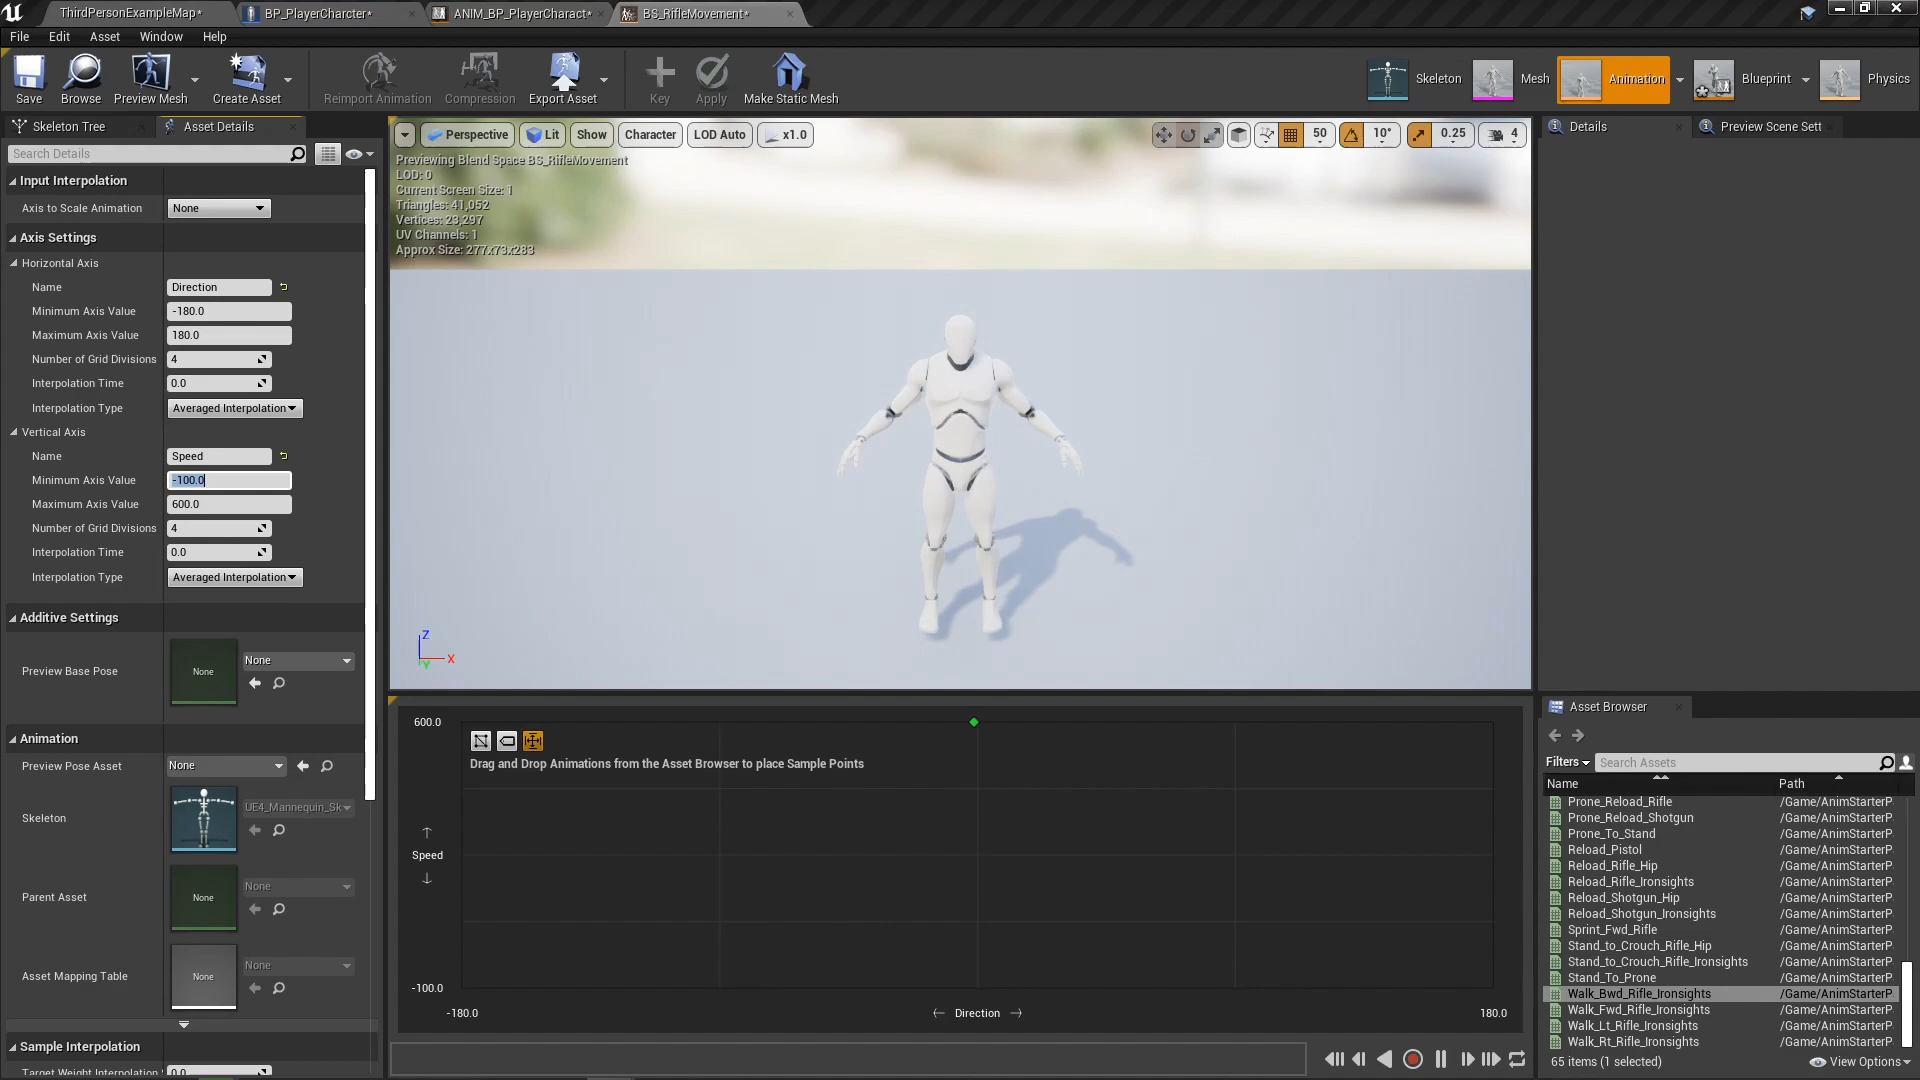 ThirdPersonExampleMap*
BP_PlayerCharcter*
ANIM_BP_PlayerCharact*
BS_RifleMovement*
File Edit Asset Window Help
Save
Browse
Preview Mesh
Create Asset
Reimport Animation
Compression
Export Asset
Key
Apply
Make Static Mesh
Skeleton
Mesh
Animation
Blueprint
Physics
Skeleton Tree
Asset Details
Search Details
Input Interpolation
Axis to Scale Animation None
Axis Settings
Horizontal Axis
Name Direction
Minimum Axis Value -180.0
Maximum Axis Value 180.0
Number of Grid Divisions 4
Interpolation Time 0.0
Interpolation Type Averaged Interpolation
Vertical Axis
Name Speed
Minimum Axis Value -100.0
Maximum Axis Value 600.0
Number of Grid Divisions 4
Interpolation Time 0.0
Interpolation Type Averaged Interpolation
Additive Settings
Preview Base Pose None None
Animation
Preview Pose Asset None
Skeleton UE4_Mannequin_Sk
Parent Asset None None
Asset Mapping Table None None
Sample Interpolation
Target Weight Interpolation 0.0
Perspective Lit Show Character LOD Auto x1.0
50 10° 0.25 4
Previewing Blend Space BS_RifleMovement
LOD: 0
Current Screen Size: 1
Triangles: 41,052
Vertices: 23,297
UV Channels: 1
Approx Size: 277x73x283
Z
X
Y
600.0
Drag and Drop Animations from the Asset Browser to place Sample Points
Speed
-100.0
-180.0 Direction 180.0
Details
Preview Scene Sett
Asset Browser
Filters Search Assets
Name Path
Prone_Reload_Rifle /Game/AnimStarterP
Prone_Reload_Shotgun /Game/AnimStarterP
Prone_To_Stand /Game/AnimStarterP
Reload_Pistol /Game/AnimStarterP
Reload_Rifle_Hip /Game/AnimStarterP
Reload_Rifle_Ironsights /Game/AnimStarterP
Reload_Shotgun_Hip /Game/AnimStarterP
Reload_Shotgun_Ironsights /Game/AnimStarterP
Sprint_Fwd_Rifle /Game/AnimStarterP
Stand_to_Crouch_Rifle_Hip /Game/AnimStarterP
Stand_to_Crouch_Rifle_Ironsights /Game/AnimStarterP
Stand_To_Prone /Game/AnimStarterP
Walk_Bwd_Rifle_Ironsights /Game/AnimStarterP
Walk_Fwd_Rifle_Ironsights /Game/AnimStarterP
Walk_Lt_Rifle_Ironsights /Game/AnimStarterP
Walk_Rt_Rifle_Ironsights /Game/AnimStarterP
65 items (1 selected) View Options